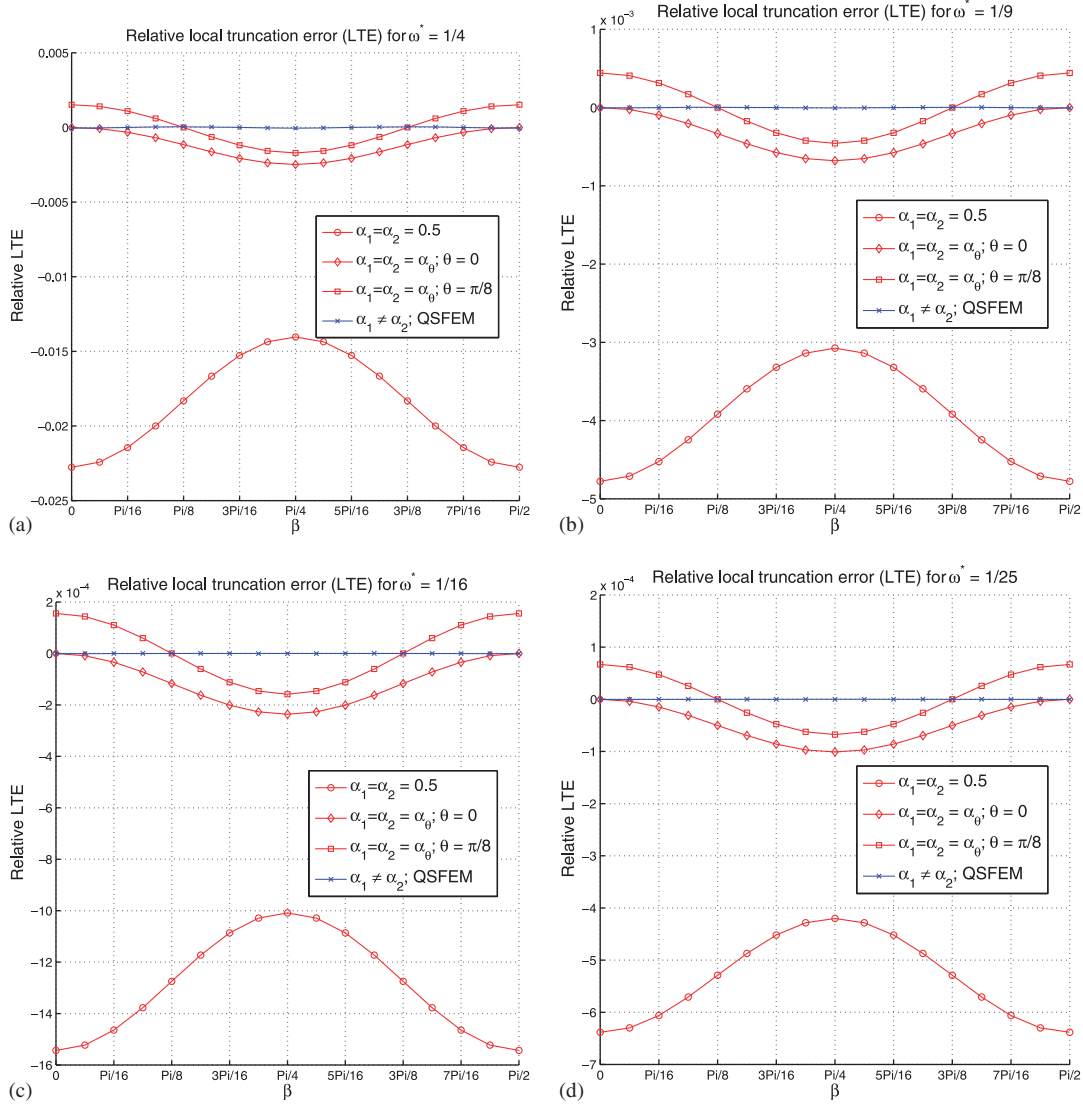 Relative local truncation error (LTE) for ω* = 1/4
0.005
0
−0.005
−0.01
−0.015
−0.02
−0.025
Relative LTE
α₁=α₂ = 0.5
α₁=α₂ = α_θ; θ = 0
α₁=α₂ = α_θ; θ = π/8
α₁ ≠ α₂; QSFEM
0 Pi/16 Pi/8 3Pi/16 Pi/4 5Pi/16 3Pi/8 7Pi/16 Pi/2
β
(a)
Relative local truncation error (LTE) for ω* = 1/9
x 10⁻³
1
0
−1
−2
−3
−4
−5
Relative LTE
α₁=α₂ = 0.5
α₁=α₂ = α_θ; θ = 0
α₁=α₂ = α_θ; θ = π/8
α₁ ≠ α₂; QSFEM
0 Pi/16 Pi/8 3Pi/16 Pi/4 5Pi/16 3Pi/8 7Pi/16 Pi/2
β
(b)
Relative local truncation error (LTE) for ω* = 1/16
x 10⁻⁴
2
0
−2
−4
−6
−8
−10
−12
−14
−16
Relative LTE
α₁=α₂ = 0.5
α₁=α₂ = α_θ; θ = 0
α₁=α₂ = α_θ; θ = π/8
α₁ ≠ α₂; QSFEM
0 Pi/16 Pi/8 3Pi/16 Pi/4 5Pi/16 3Pi/8 7Pi/16 Pi/2
β
(c)
Relative local truncation error (LTE) for ω* = 1/25
x 10⁻⁴
2
1
0
−1
−2
−3
−4
−5
−6
−7
Relative LTE
α₁=α₂ = 0.5
α₁=α₂ = α_θ; θ = 0
α₁=α₂ = α_θ; θ = π/8
α₁ ≠ α₂; QSFEM
0 Pi/16 Pi/8 3Pi/16 Pi/4 5Pi/16 3Pi/8 7Pi/16 Pi/2
β
(d)